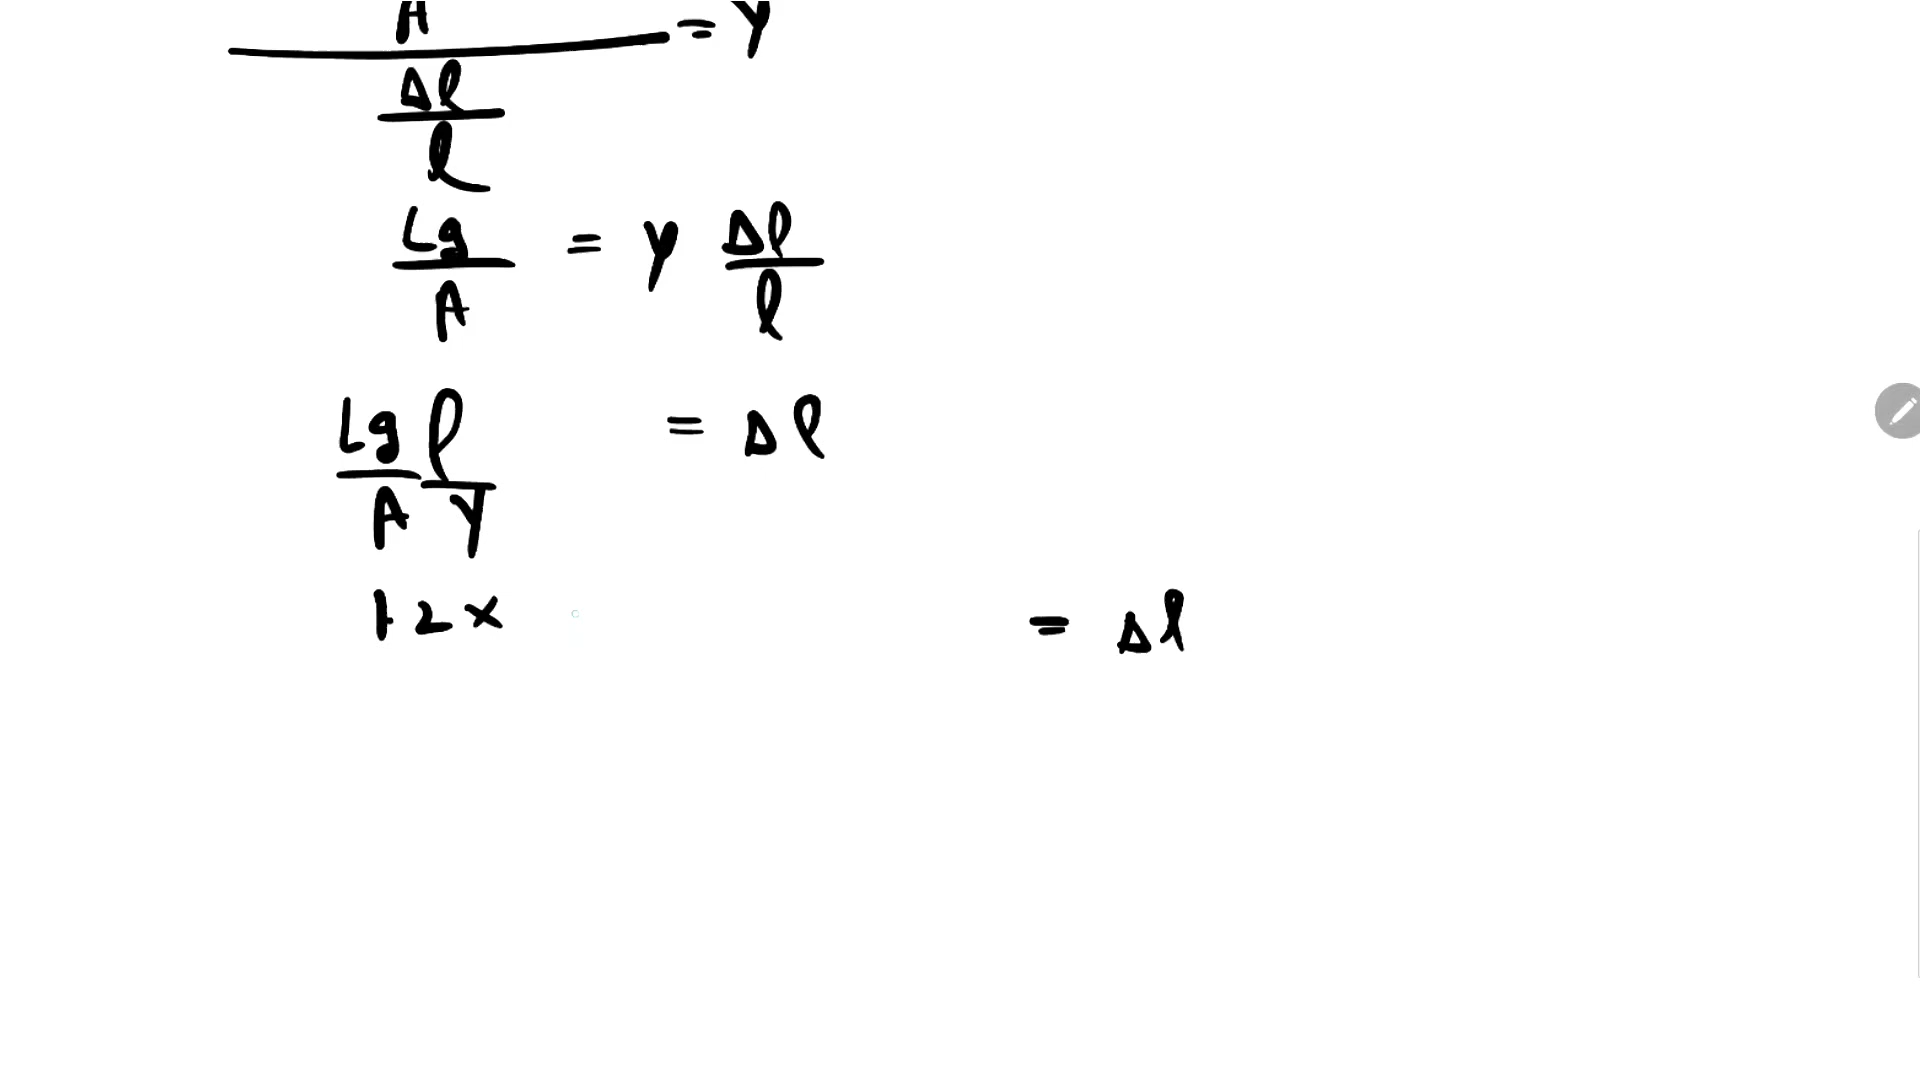 A = Y
Δl
l
Lg = Y Δl
A l
Lg l = Δl
A Y
12× = Δl